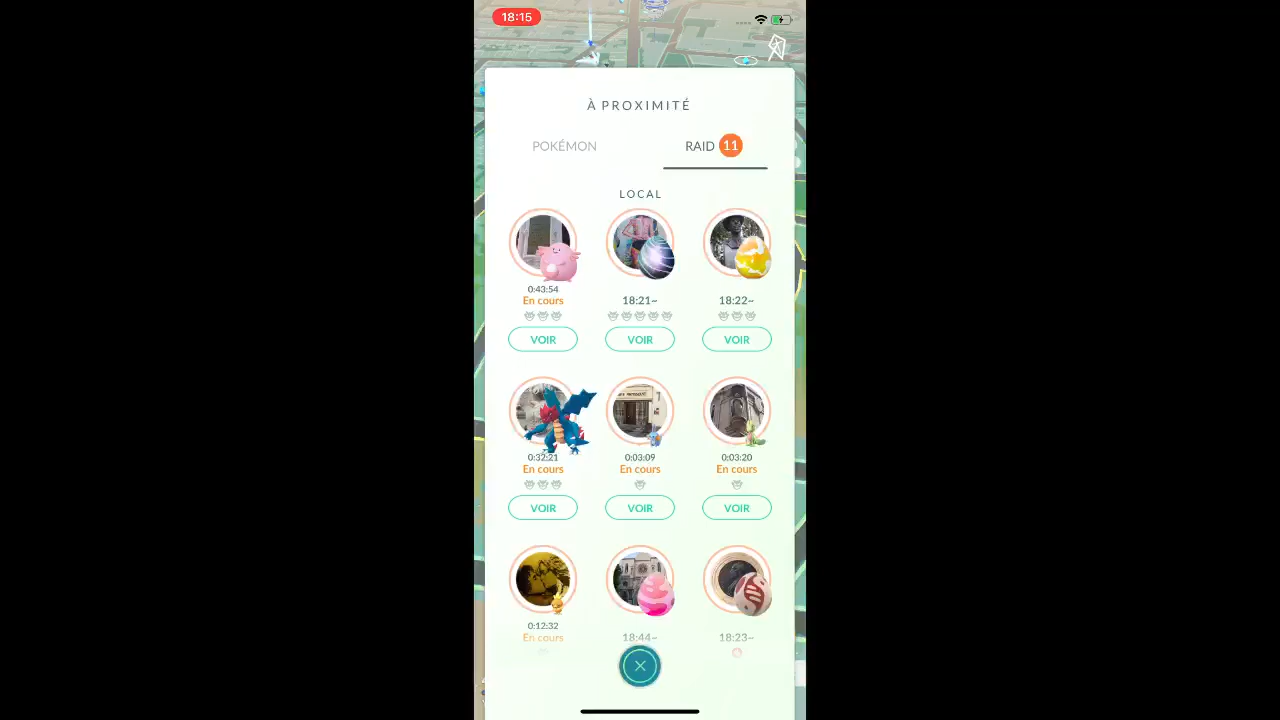 18:15
À PROXIMITÉ
POKÉMON
RAID 11
LOCAL
0:43:54
En cours
VOIR
18:21~
VOIR
18:22~
VOIR
0:32:21
En cours
VOIR
0:03:09
En cours
VOIR
0:03:20
En cours
VOIR
0:12:32
En cours
18:44~
18:23~